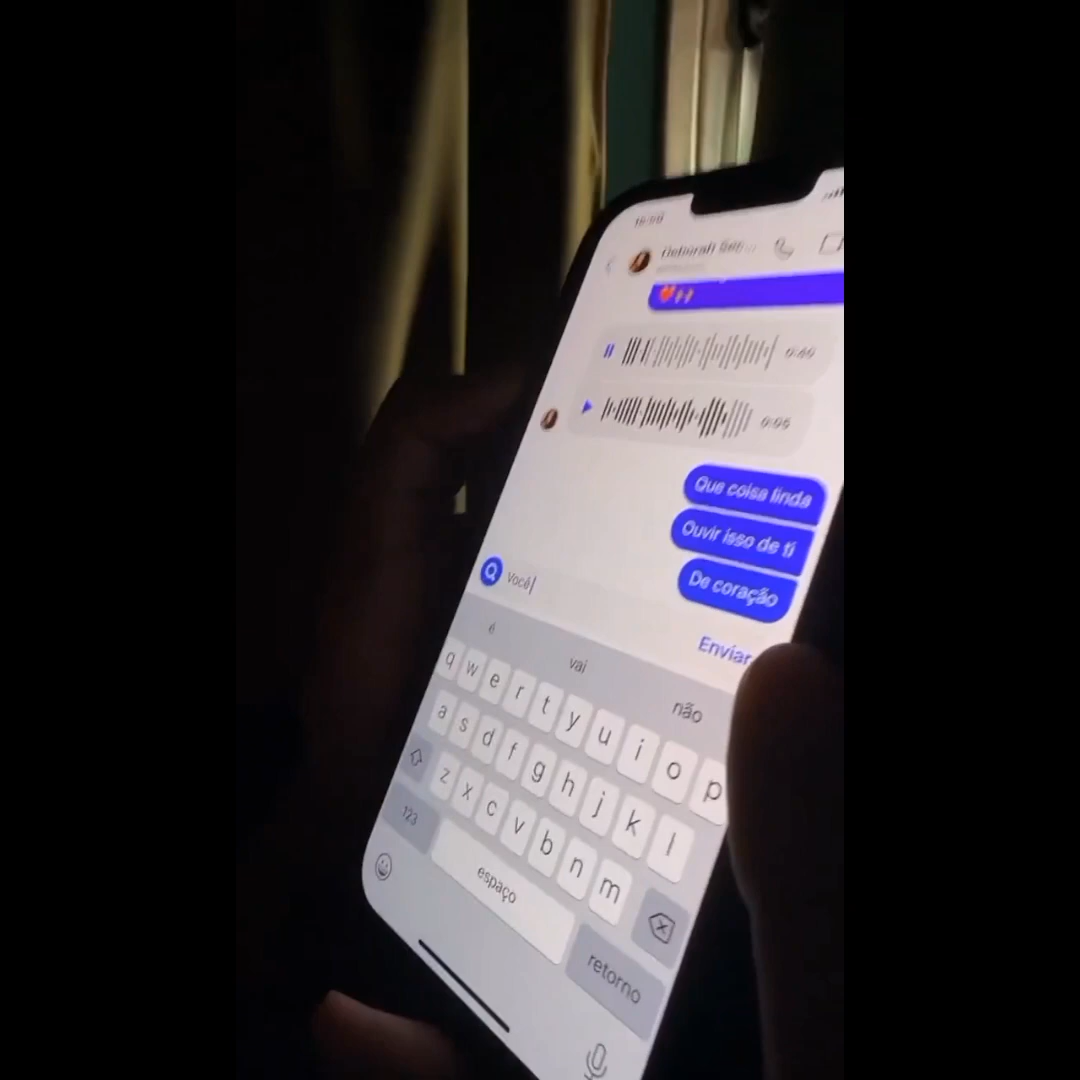 Que coisa linda
Ouvir isso de ti
De coração
Você
Enviar
é vai não
q w e r t y u i o p
a s d f g h j k l
z x c v b n m
123
espaço
retorno